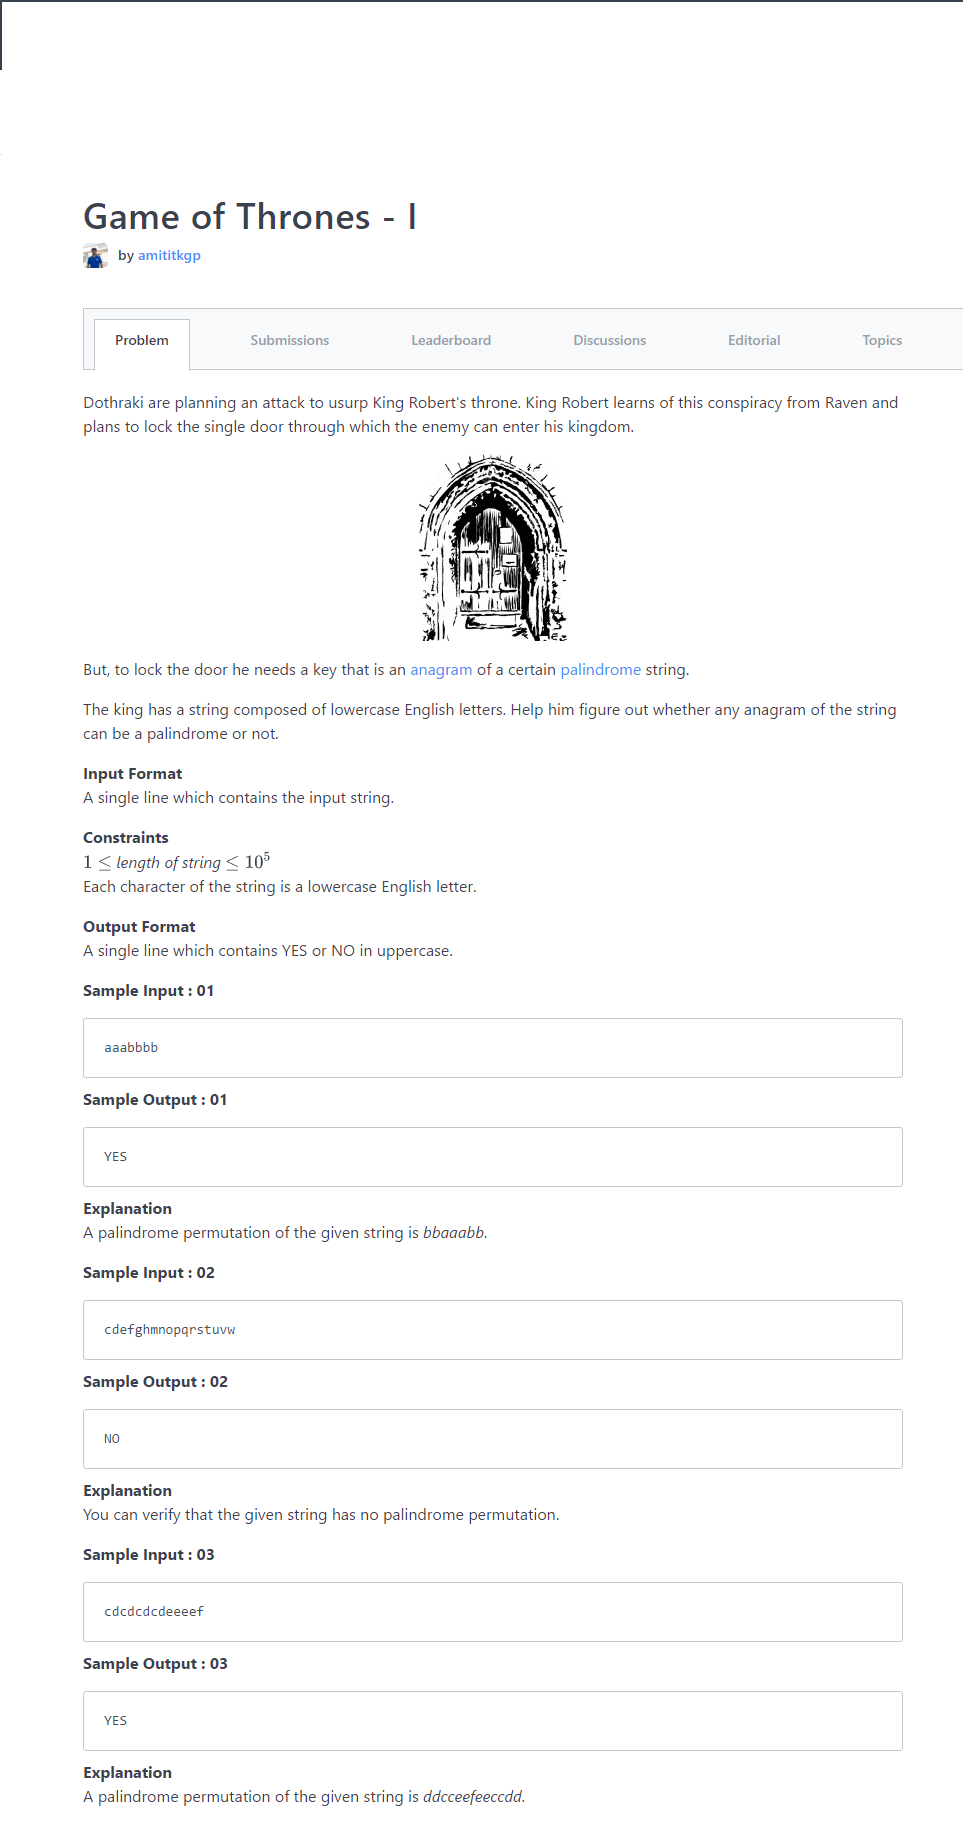 Game of Thrones - I
by amititkgp
Problem Submissions Leaderboard Discussions Editorial Topics
Dothraki are planning an attack to usurp King Robert's throne. King Robert learns of this conspiracy from Raven and
plans to lock the single door through which the enemy can enter his kingdom.
But, to lock the door he needs a key that is an anagram of a certain palindrome string.
The king has a string composed of lowercase English letters. Help him figure out whether any anagram of the string
can be a palindrome or not.
Input Format
A single line which contains the input string.
Constraints
1 ≤ length of string ≤ 10⁵
Each character of the string is a lowercase English letter.
Output Format
A single line which contains YES or NO in uppercase.
Sample Input : 01
aaabbbb
Sample Output : 01
YES
Explanation
A palindrome permutation of the given string is bbaaabb.
Sample Input : 02
cdefghmnopqrstuvw
Sample Output : 02
NO
Explanation
You can verify that the given string has no palindrome permutation.
Sample Input : 03
cdcdcdcdeeeef
Sample Output : 03
YES
Explanation
A palindrome permutation of the given string is ddcceefeeccdd.